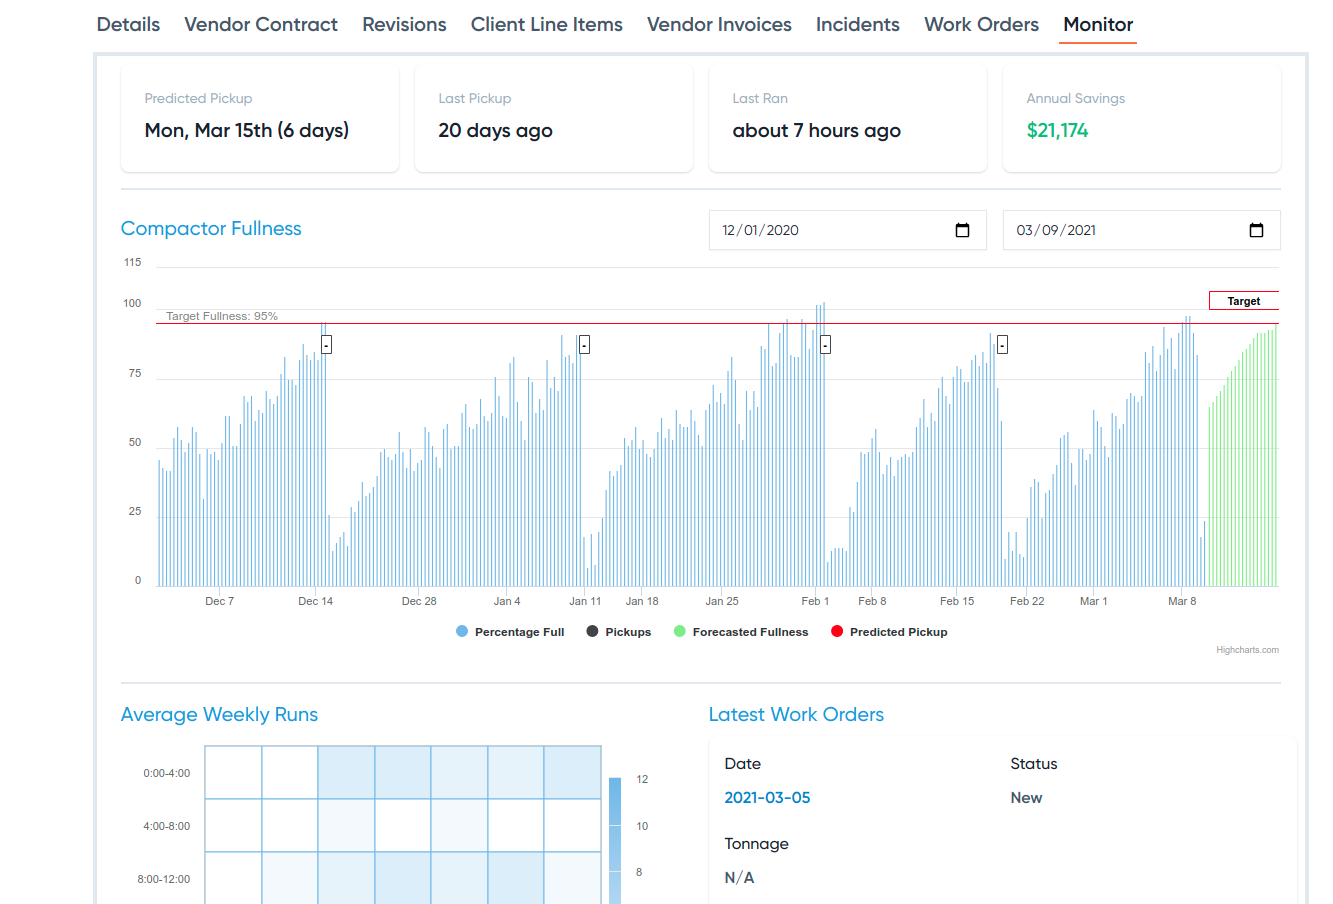 Details Vendor Contract Revisions Client Line Items Vendor Invoices Incidents Work Orders Monitor
Predicted Pickup Last Pickup Last Ran Annual Savings
Mon, Mar 15th (6 days) 20 days ago about 7 hours ago $21,174
Compactor Fullness 12/01/2020 03/09/2021
115
100
Target
Target Fullness: 95%
- - - -
75
50
25
0
Dec 7 Dec 14 Dec 28 Jan 4 Jan 11 Jan 18 Jan 25 Feb 1 Feb 8 Feb 15 Feb 22 Mar 1 Mar 8
Percentage Full Pickups Forecasted Fullness Predicted Pickup
Highcharts.com
Average Weekly Runs Latest Work Orders
Date Status
0:00-4:00 12
2021-03-05 New
4:00-8:00 10
Tonnage
8:00-12:00 8
N/A